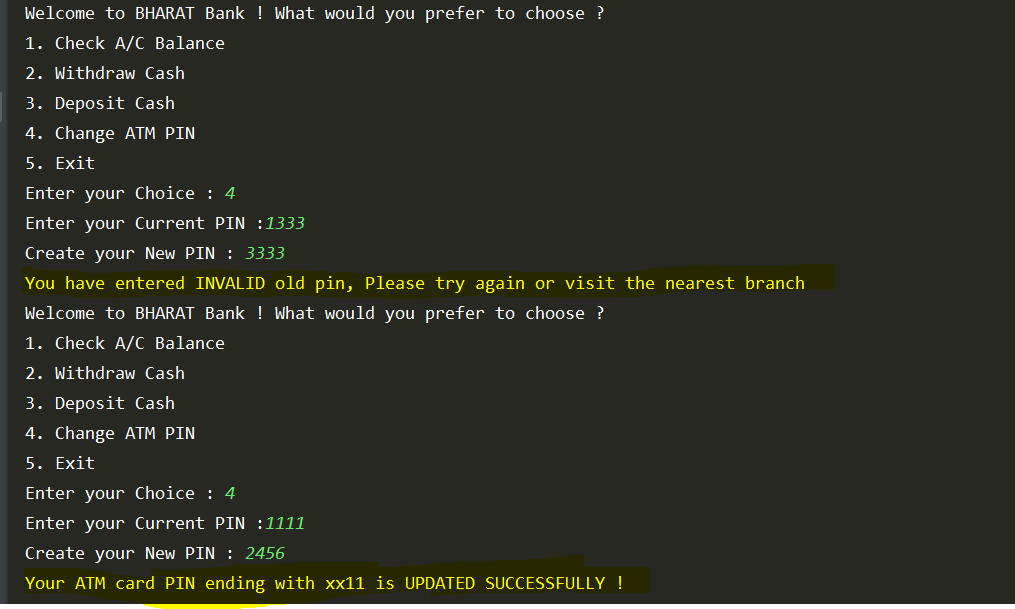 Welcome to BHARAT Bank ! What would you prefer to choose ?
1. Check A/C Balance
2. Withdraw Cash
3. Deposit Cash
4. Change ATM PIN
5. Exit
Enter your Choice : 4
Enter your Current PIN :1333
Create your New PIN : 3333
You have entered INVALID old pin, Please try again or visit the nearest branch
Welcome to BHARAT Bank ! What would you prefer to choose ?
1. Check A/C Balance
2. Withdraw Cash
3. Deposit Cash
4. Change ATM PIN
5. Exit
Enter your Choice : 4
Enter your Current PIN :1111
Create your New PIN : 2456
Your ATM card PIN ending with xx11 is UPDATED SUCCESSFULLY !